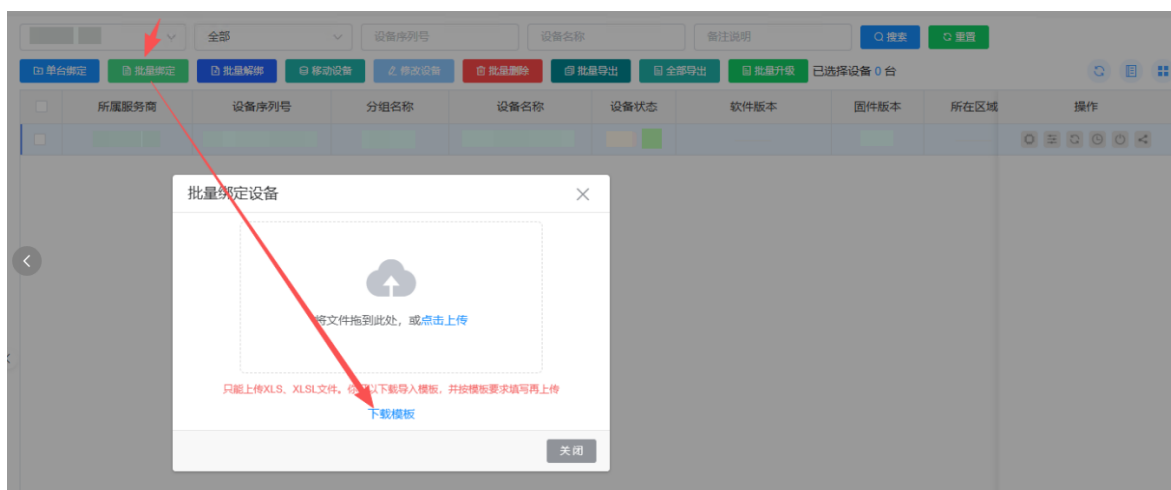 全部 设备序列号 设备名称 备注说明 搜索 重置
单台绑定 批量绑定 批量解绑 移动设备 修改设备 批量删除 批量导出 全部导出 批量升级 已选择设备 0 台
所属服务商 设备序列号 分组名称 设备名称 设备状态 软件版本 固件版本 所在区域 操作
批量绑定设备
将文件拖到此处，或点击上传
只能上传XLS、XLSL文件。你可以下载导入模板，并按模板要求填写再上传
下载模板
关闭